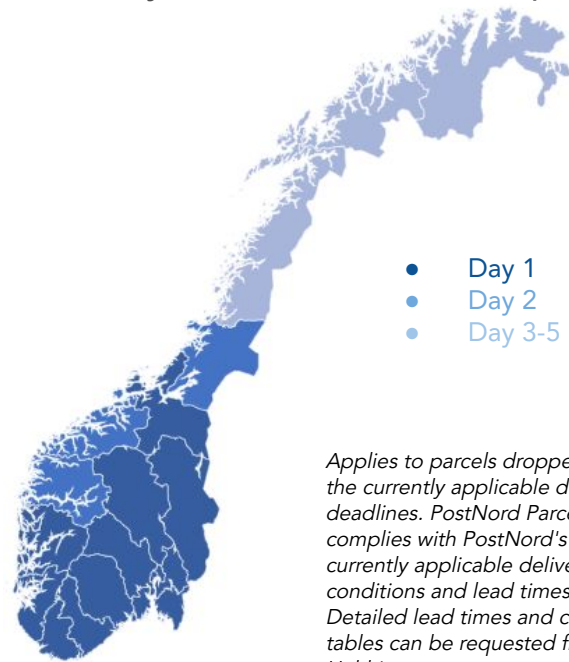 Day 1
Day 2
Day 3-5
Applies to parcels droppe
the currently applicable d
deadlines. PostNord Parce
complies with PostNord's
currently applicable delive
conditions and lead times
Detailed lead times and c
tables can be requested f